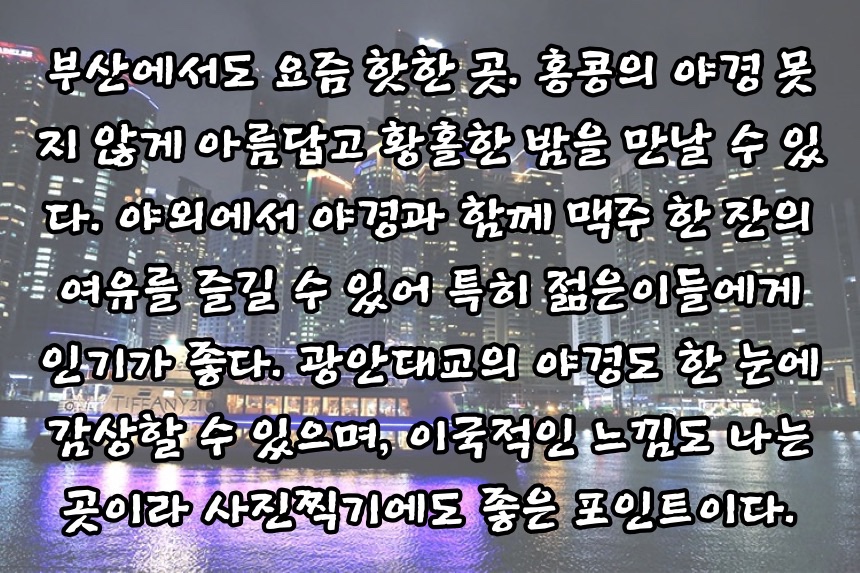 부산에서도 요즘 핫한 곳. 홍콩의 야경 못
지 않게 아름답고 황홀한 밤을 만날 수 있
다. 야외에서 야경과 함께 맥주 한 잔의
여유를 즐길 수 있어 특히 젊은이들에게
인기가 좋다. 광안대교의 야경도 한 눈에
TIFFANY21
감상할 수 있으며, 이국적인 느낌도 나는
곳이라 사진찍기에도 좋은 포인트이다.